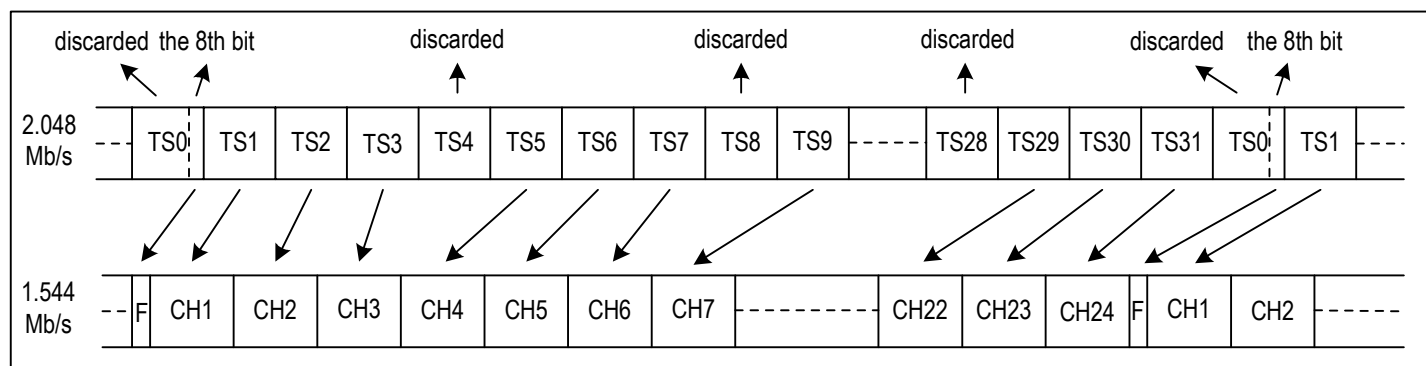 discarded the 8th bit discarded discarded discarded discarded the 8th bit
2.048
Mb/s
TS0 TS1 TS2 TS3 TS4 TS5 TS6 TS7 TS8 TS9 TS28 TS29 TS30 TS31 TS0 TS1
1.544
Mb/s
F CH1 CH2 CH3 CH4 CH5 CH6 CH7 CH22 CH23 CH24 F CH1 CH2